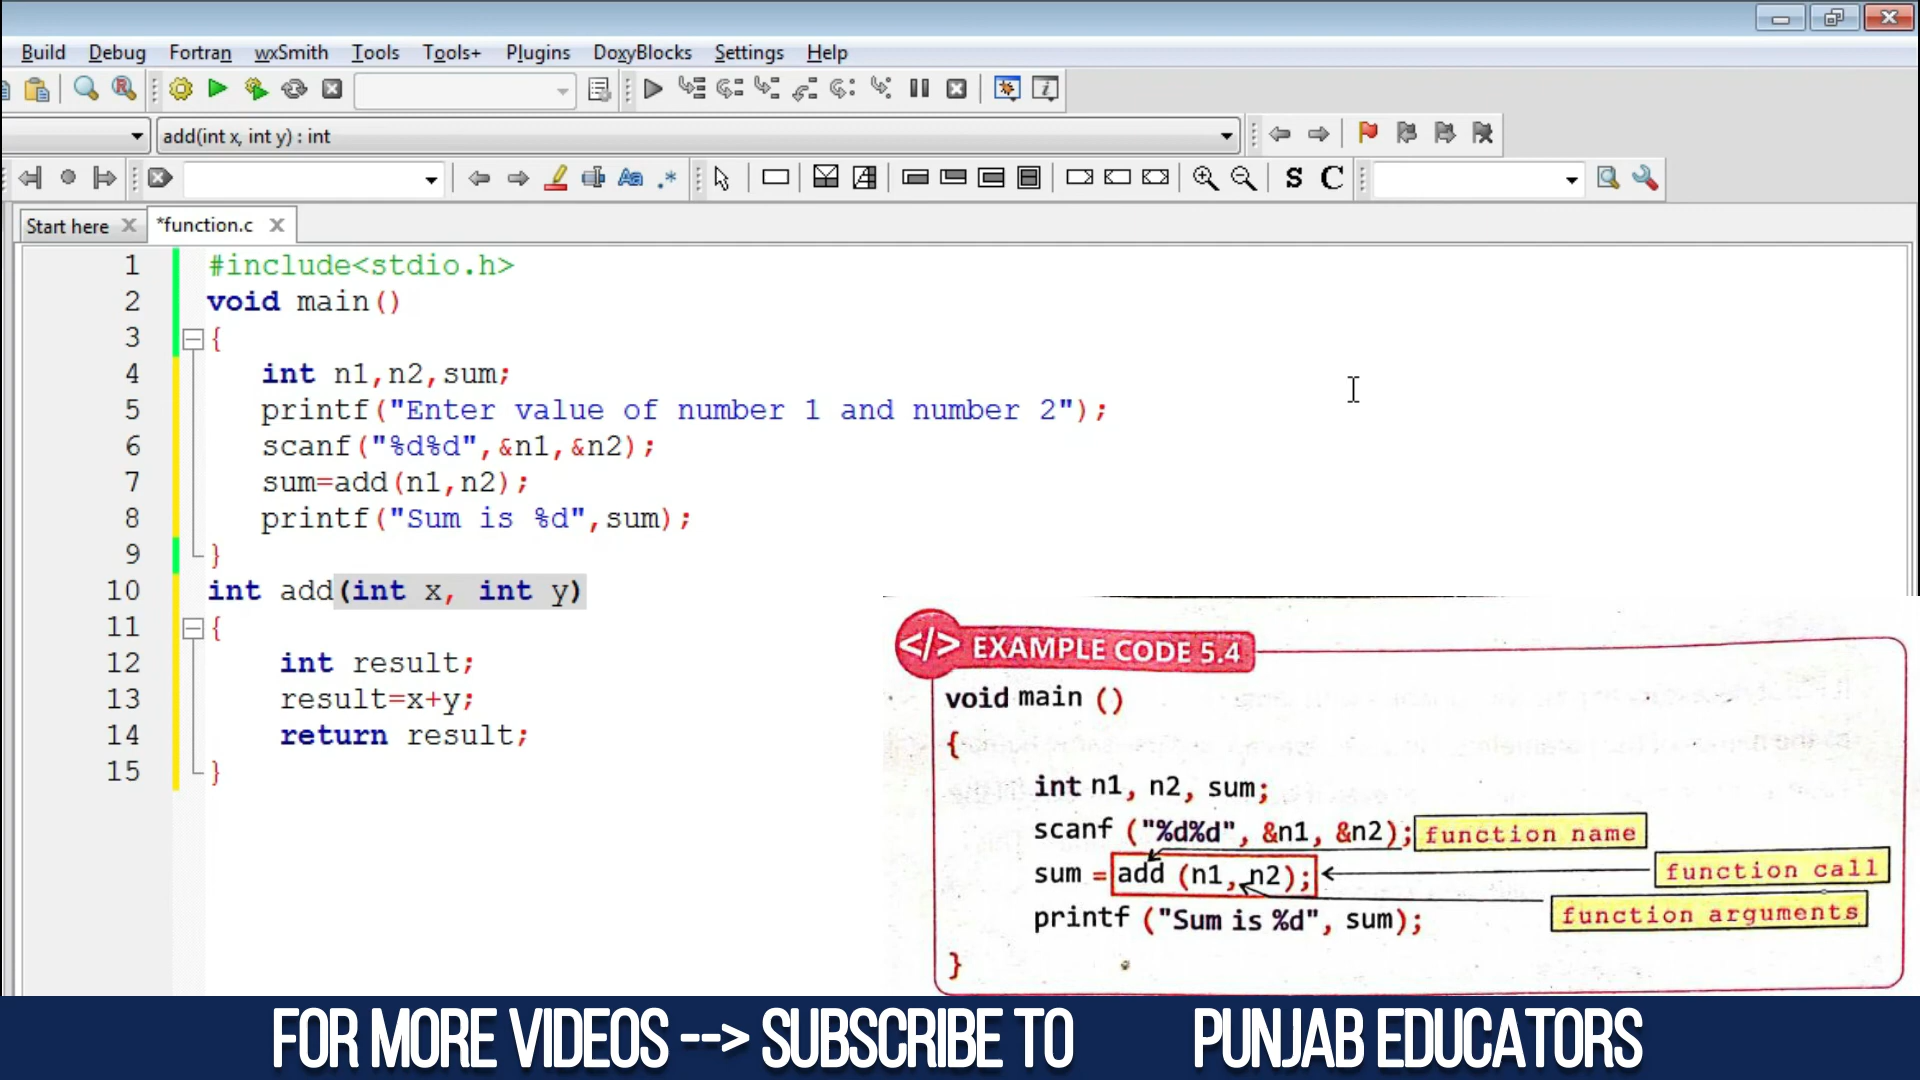 Build Debug Fortran wxSmith Tools Tools+ Plugins DoxyBlocks Settings Help
add(int x, int y) : int
S C
Start here *function.c
1 #include<stdio.h>
2 void main()
3 {
4 int n1,n2,sum;
5 printf("Enter value of number 1 and number 2");
6 scanf("%d%d",&n1,&n2);
7 sum=add(n1,n2);
8 printf("Sum is %d",sum);
9 }
10 int add(int x, int y)
11 {
12 int result;
13 result=x+y;
14 return result;
15 }
</> EXAMPLE CODE 5.4
void main ()
{
int n1, n2, sum;
scanf ("%d%d", &n1, &n2); function name
sum = add (n1, n2); function call
function arguments
printf ("Sum is %d", sum);
}
FOR MORE VIDEOS --> SUBSCRIBE TO PUNJAB EDUCATORS